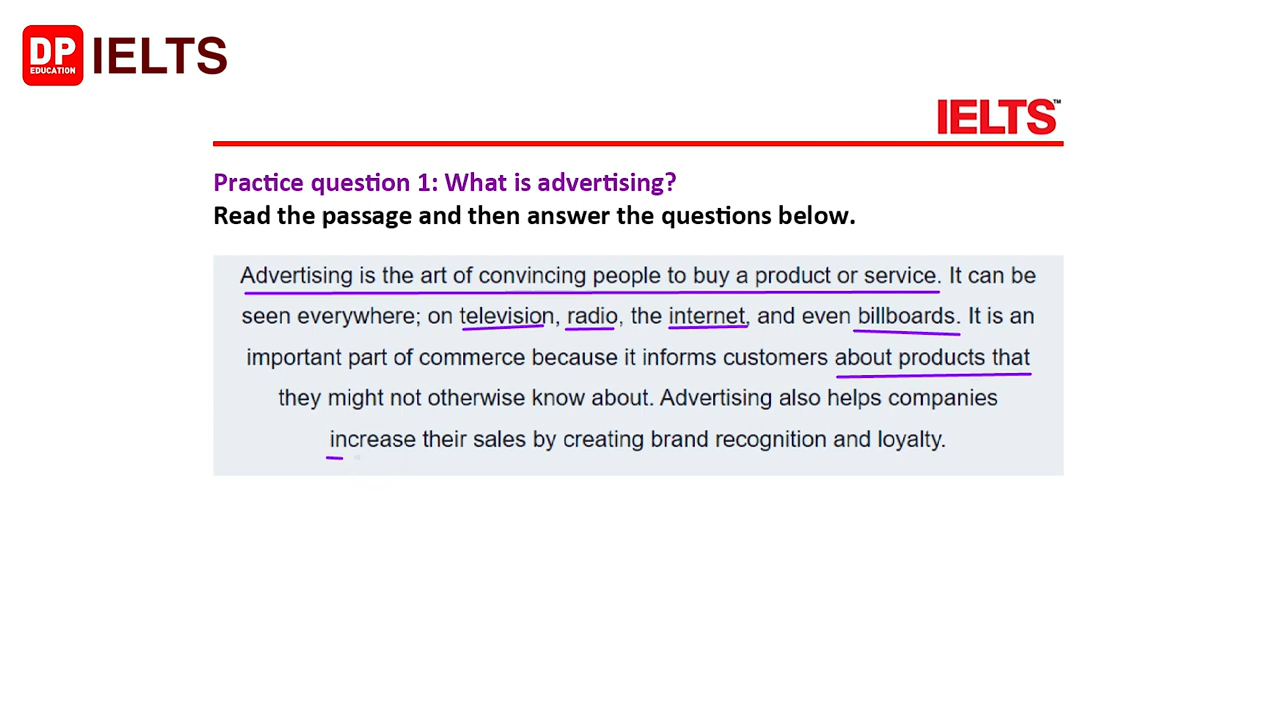 DP
EDUCATION
IELTS
IELTS™
Practice question 1: What is advertising?
Read the passage and then answer the questions below.
Advertising is the art of convincing people to buy a product or service. It can be
seen everywhere; on television, radio, the internet, and even billboards. It is an
important part of commerce because it informs customers about products that
they might not otherwise know about. Advertising also helps companies
increase their sales by creating brand recognition and loyalty.